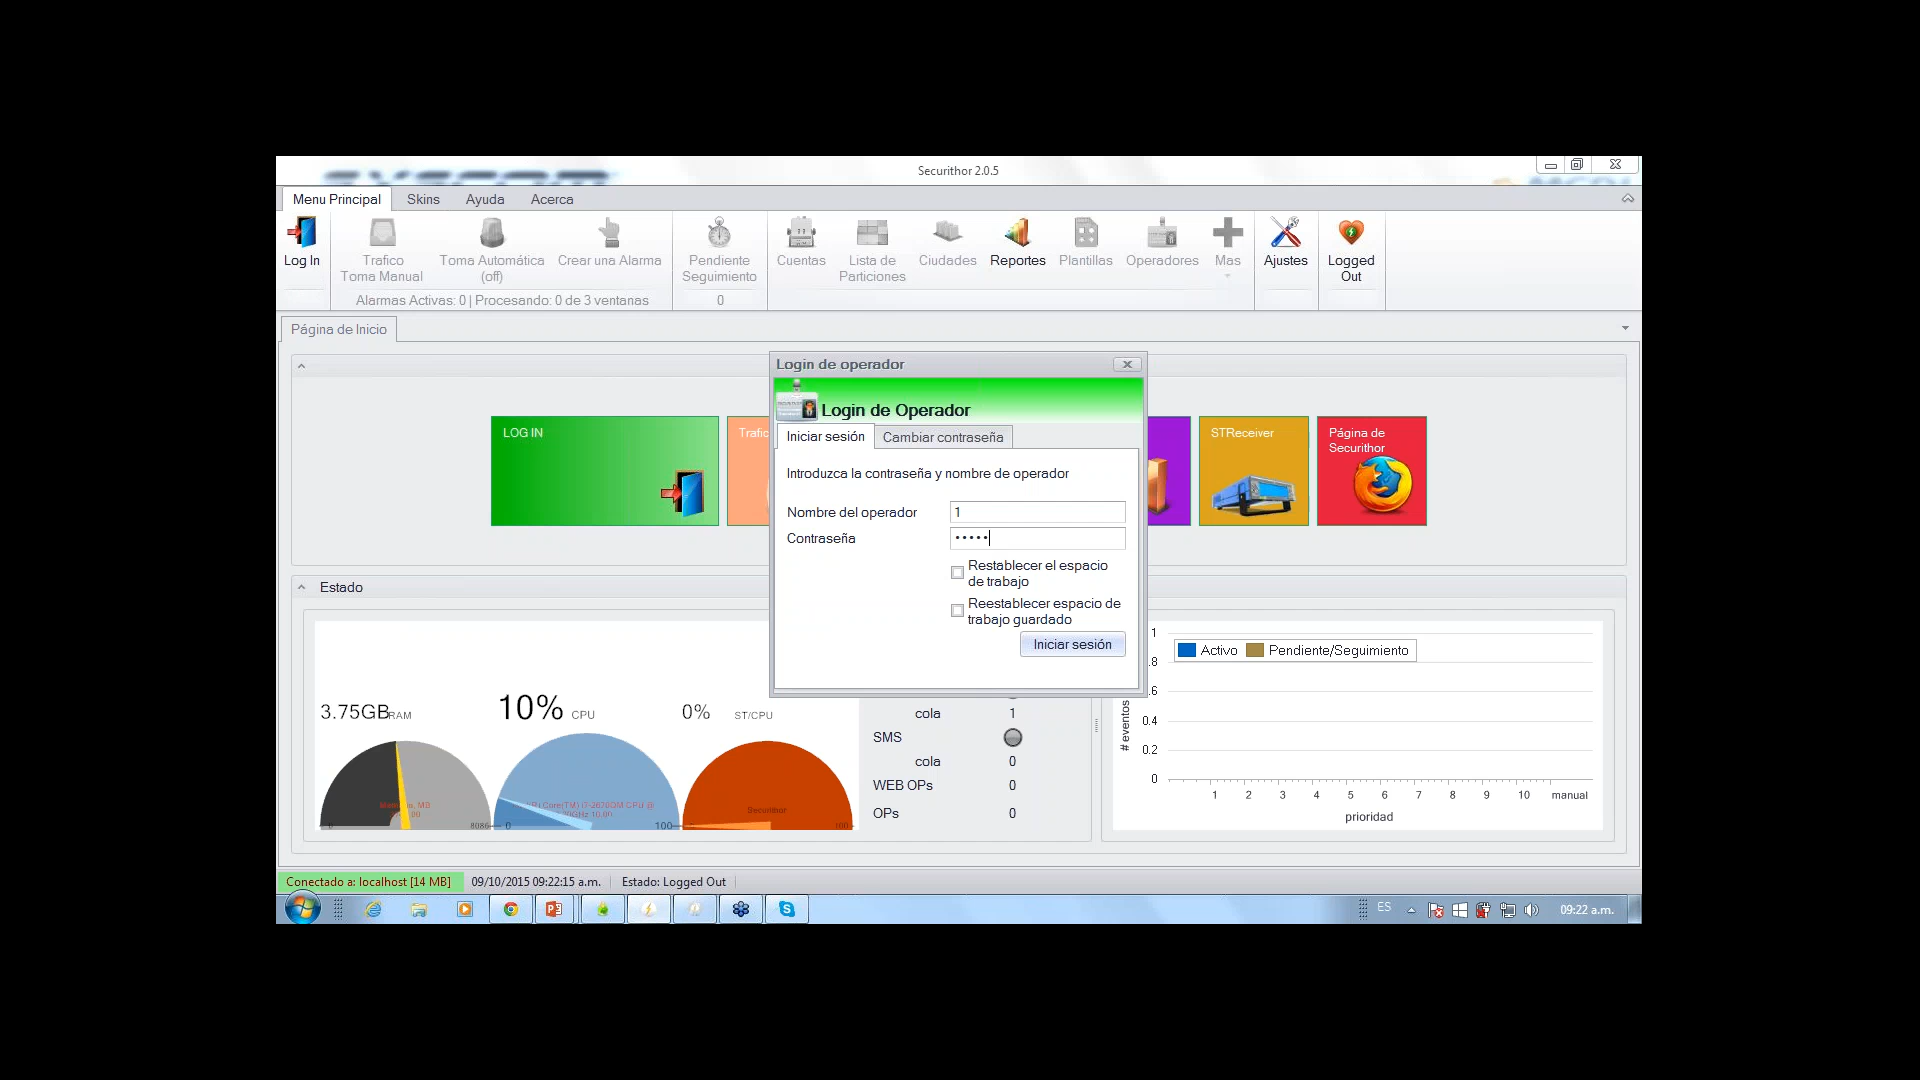 Securithor 2.0.5
Menu Principal Skins Ayuda Acerca
Log In
Trafico
Toma Manual
Toma Automática
(off)
Crear una Alarma
Alarmas Activas: 0 | Procesando: 0 de 3 ventanas
Pendiente
Seguimiento
0
Cuentas
Lista de
Particiones
Ciudades
Reportes
Plantillas
Operadores
Mas
Ajustes
Logged
Out
Página de Inicio
LOG IN
Login de operador
Login de Operador
Iniciar sesión Cambiar contraseña
Introduzca la contraseña y nombre de operador
Nombre del operador 1
Contraseña •••••
Restablecer el espacio
de trabajo
Reestablecer espacio de
trabajo guardado
Iniciar sesión
STReceiver
Página de
Securithor
Estado
3.75GB RAM
10% CPU
0% ST/CPU
0 8086
0 100
Securithor
cola 1
SMS
cola 0
WEB OPs 0
OPs 0
Activo Pendiente/Seguimiento
# eventos
1
.8
.6
0.4
0.2
0
1 2 3 4 5 6 7 8 9 10 manual
prioridad
Conectado a: localhost [14 MB] 09/10/2015 09:22:15 a.m. Estado: Logged Out
ES 09:22 a.m.